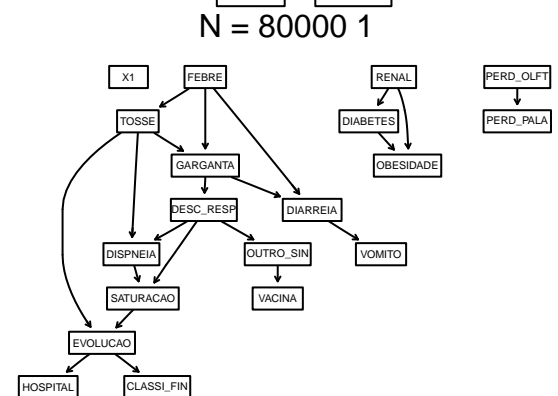 N = 80000 1
X1 FEBRE RENAL PERD_OLFT
TOSSE DIABETES PERD_PALA
GARGANTA OBESIDADE
DESC_RESP DIARREIA
DISPNEIA OUTRO_SIN VOMITO
SATURACAO VACINA
EVOLUCAO
HOSPITAL CLASSI_FIN